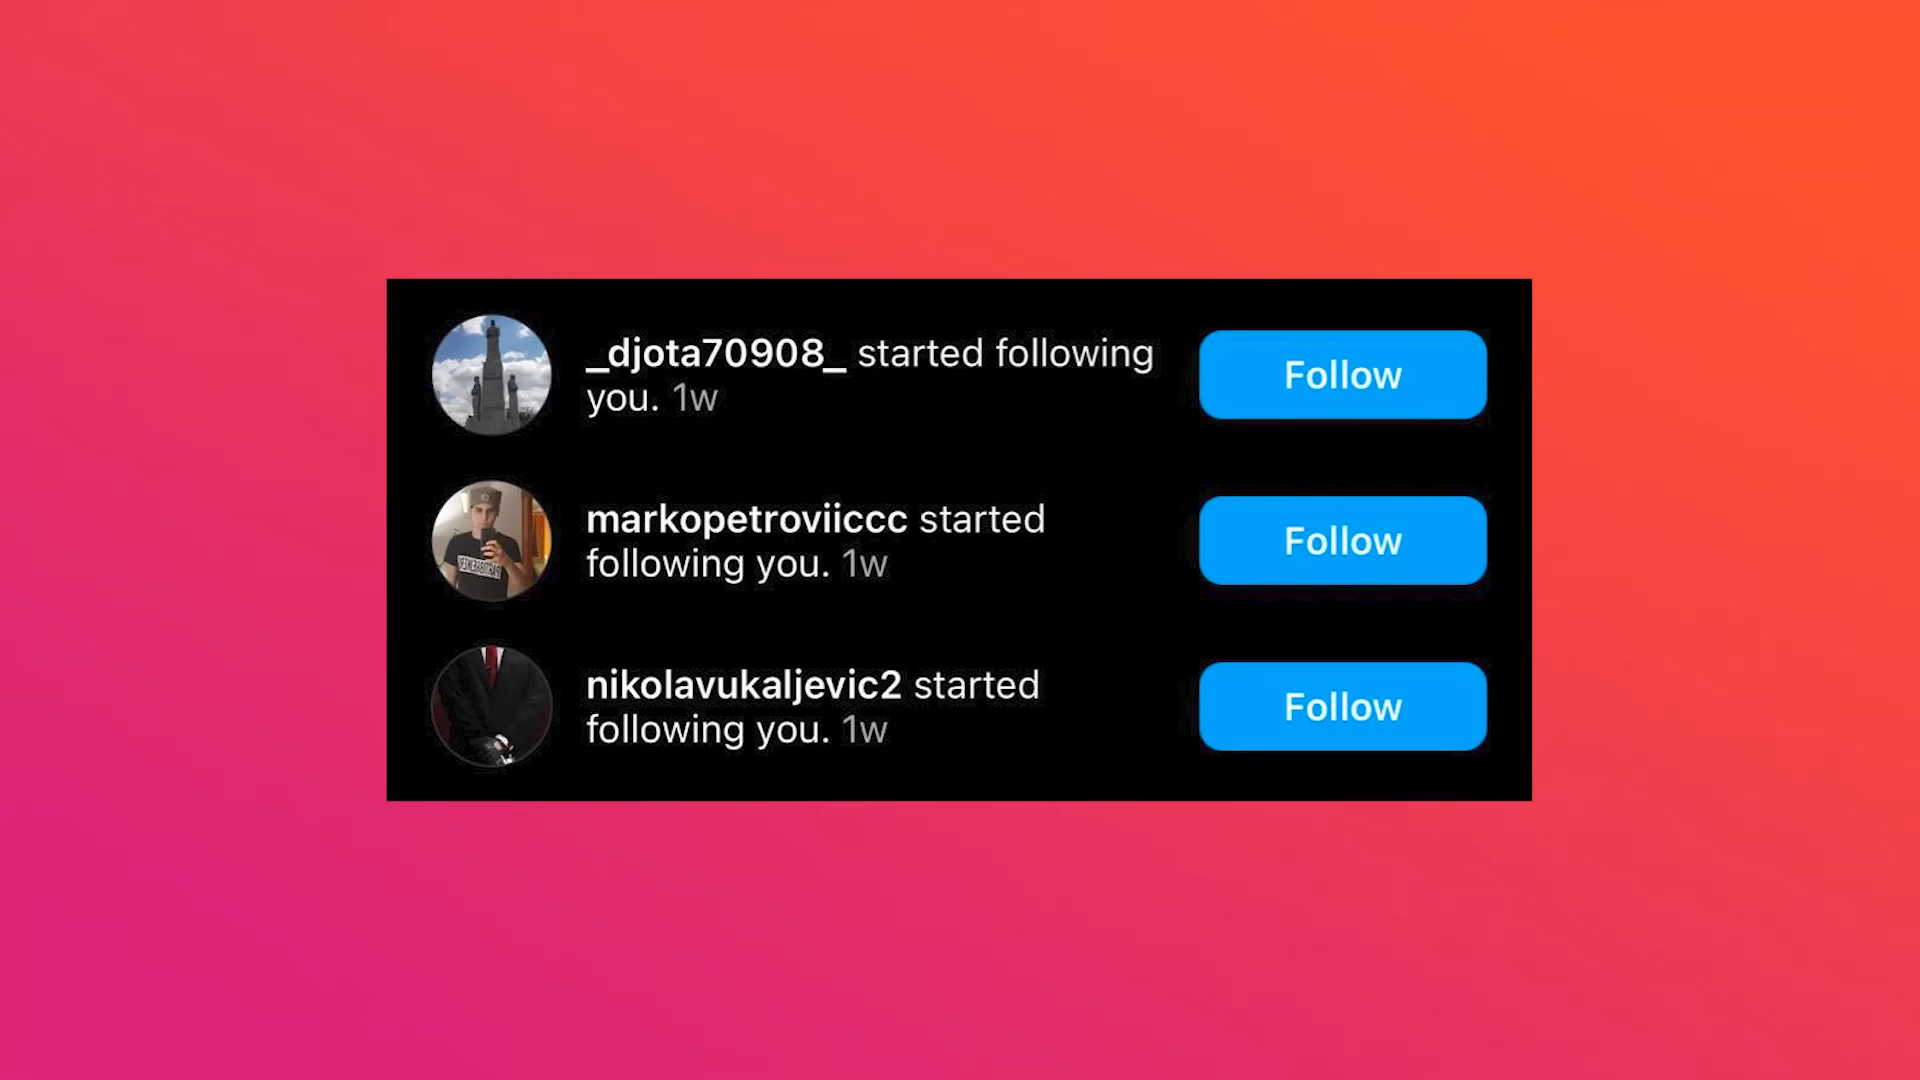 _djota70908_ started following
you. 1w
Follow
markopetroviiccc started
following you. 1w
Follow
nikolavukaljevic2 started
following you. 1w
Follow